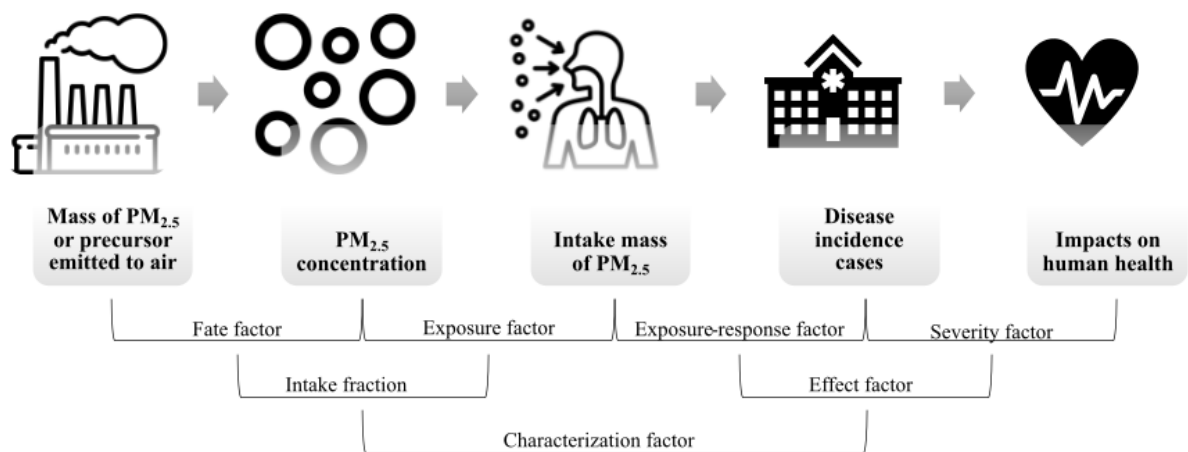 Mass of PM2.5
or precursor
emitted to air
PM2.5
concentration
Intake mass
of PM2.5
Disease
incidence
cases
Impacts on
human health
Fate factor
Exposure factor
Exposure-response factor
Severity factor
Intake fraction
Effect factor
Characterization factor